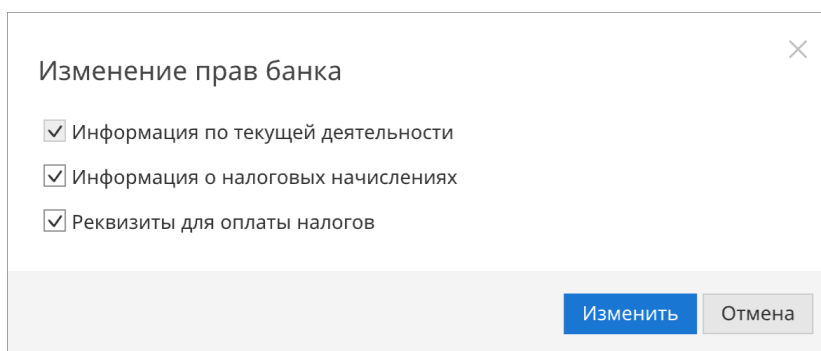 Изменение прав банка
Информация по текущей деятельности
Информация о налоговых начислениях
Реквизиты для оплаты налогов
Изменить Отмена